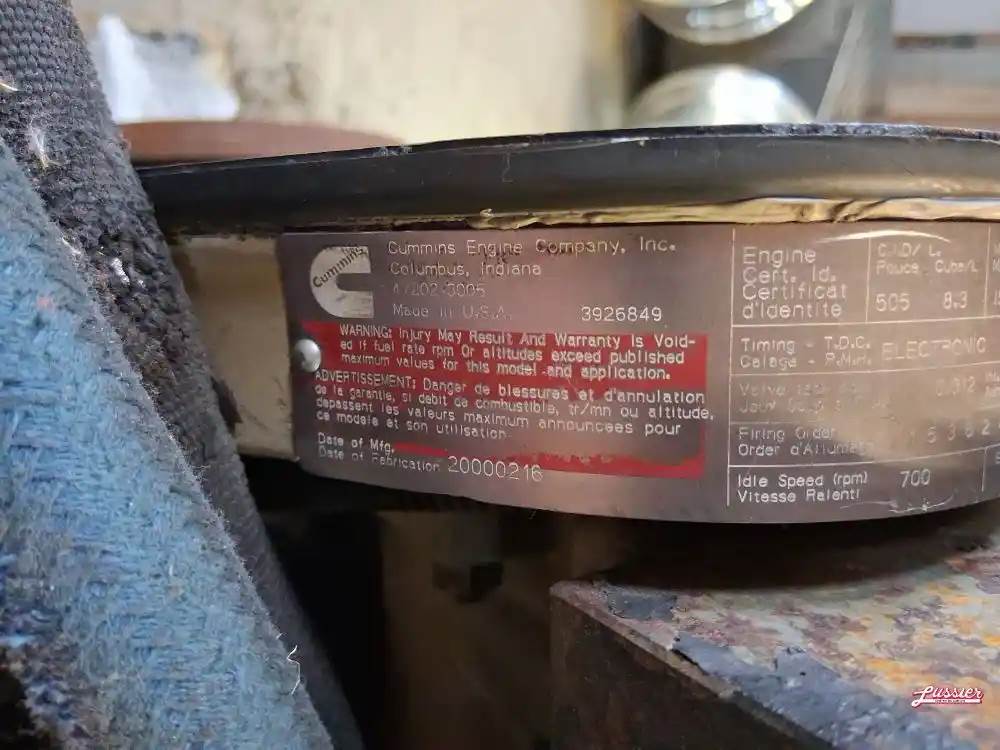 Cummins
Cummins Engine Company, Inc.
Columbus, Indiana
47202-3005
Made in U.S.A. 3926849
WARNING: Injury May Result And Warranty Is Void-
ed if fuel rate rpm Or altitudes exceed published
maximum values for this model and application.
ADVERTISSEMENT: Danger de blessures et d'annulation
de la garantie, si debit de combustible, tr/mn ou altitude,
depassent les valeurs maximum announcees pour
ce modele et son utilisation.
Date of Mfg.
Date of Fabrication 20000216
Engine
Cert. Id.
Certificat
d'Identite
C.I.D/ L.
Pouce Cube/L
505 8.3
Timing - T.D.C.
Calage ELECTRONIC
Firing Order
Order d'Allumage
Idle Speed (rpm)
Vitesse Ralenti 700
Lussier